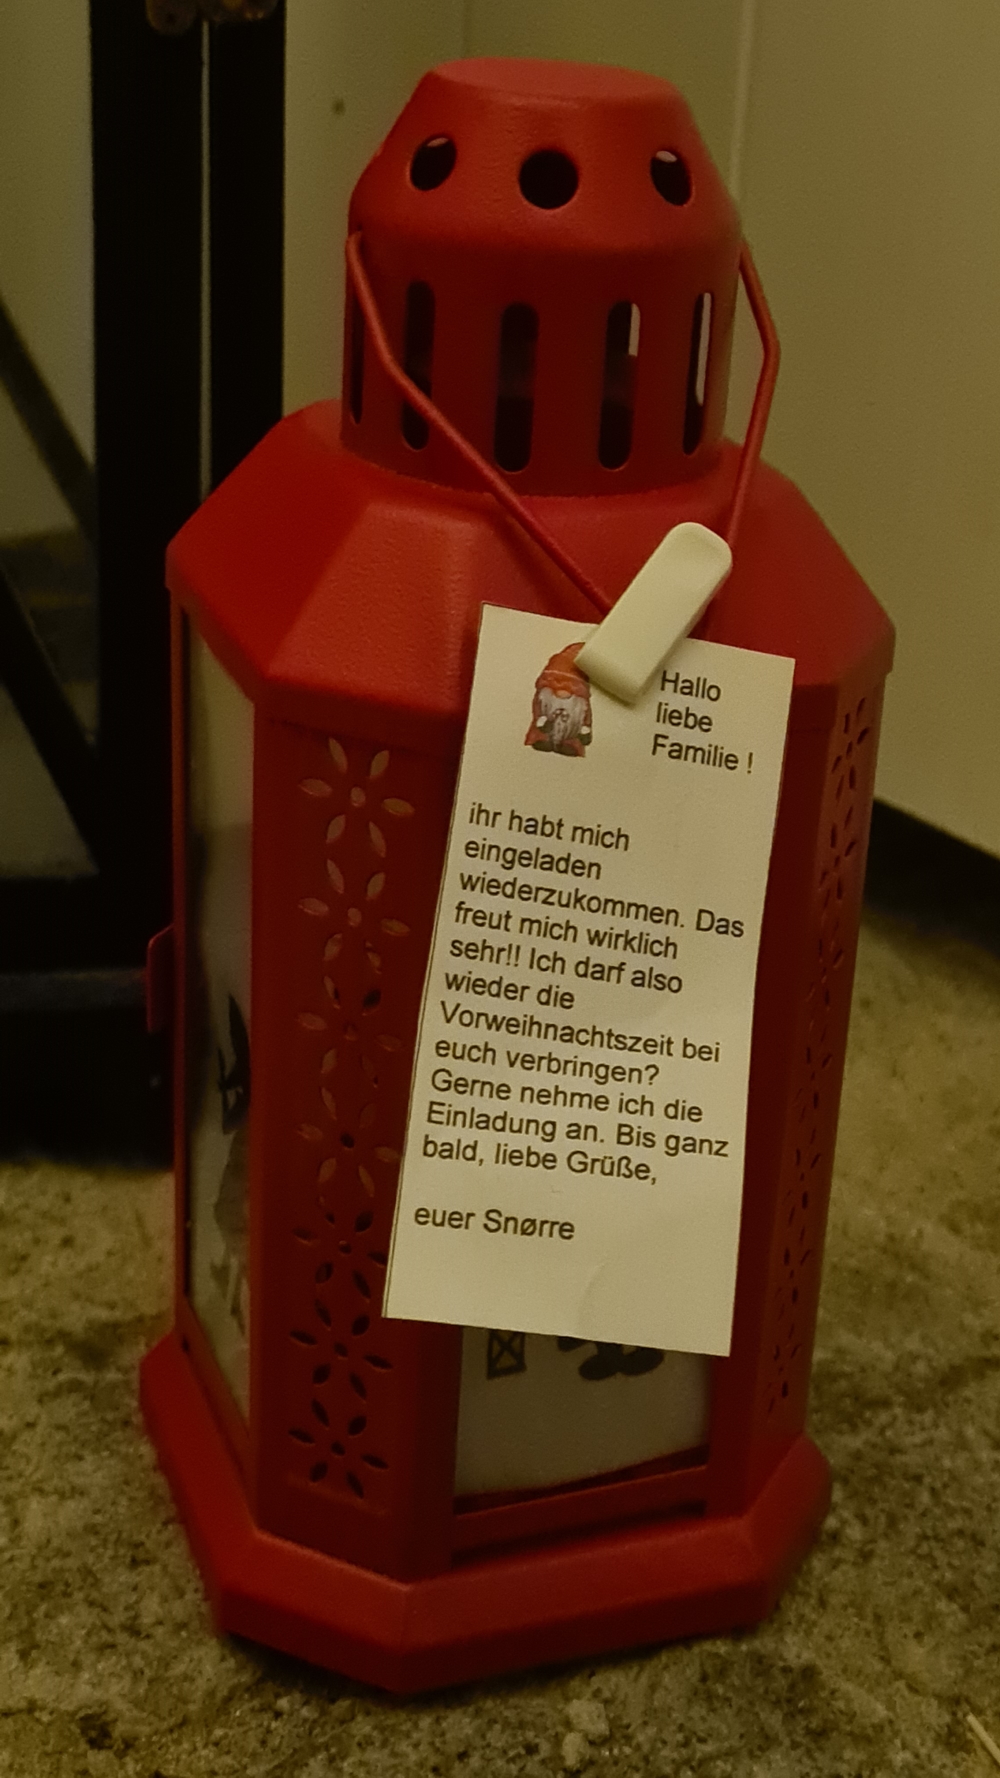 Hallo
liebe
Familie !
ihr habt mich
eingeladen
wiederzukommen. Das
freut mich wirklich
sehr!! Ich darf also
wieder die
Vorweihnachtszeit bei
euch verbringen?
Gerne nehme ich die
Einladung an. Bis ganz
bald, liebe Grüße,
euer Snørre